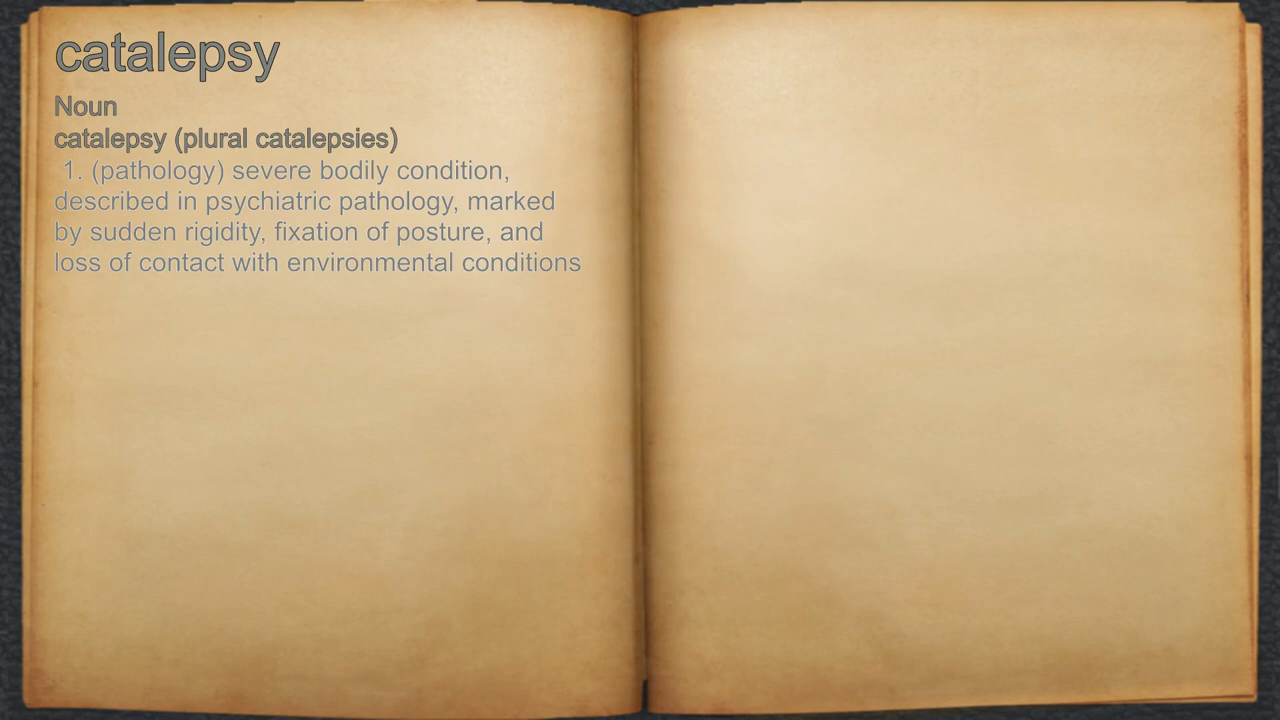 catalepsy
Noun
catalepsy (plural catalepsies)
1. (pathology) severe bodily condition,
described in psychiatric pathology, marked
by sudden rigidity, fixation of posture, and
loss of contact with environmental conditions